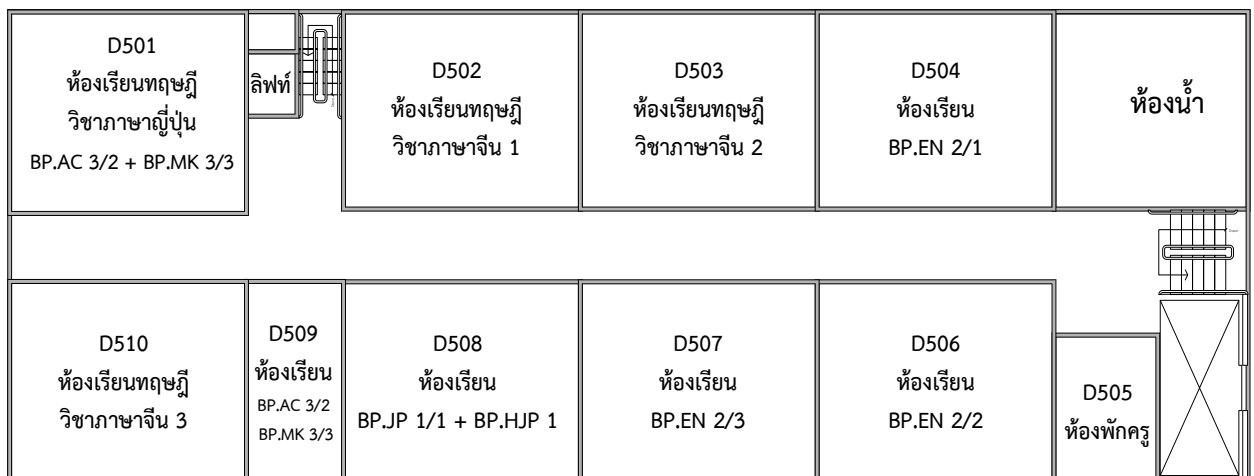 D501
ห้องเรียนทฤษฎี
วิชาภาษาญี่ปุ่น
BP.AC 3/2 + BP.MK 3/3
ลิฟท์
D502
ห้องเรียนทฤษฎี
วิชาภาษาจีน 1
D503
ห้องเรียนทฤษฎี
วิชาภาษาจีน 2
D504
ห้องเรียน
BP.EN 2/1
ห้องน้ำ
D510
ห้องเรียนทฤษฎี
วิชาภาษาจีน 3
D509
ห้องเรียน
BP.AC 3/2
BP.MK 3/3
D508
ห้องเรียน
BP.JP 1/1 + BP.HJP 1
D507
ห้องเรียน
BP.EN 2/3
D506
ห้องเรียน
BP.EN 2/2
D505
ห้องพักครู